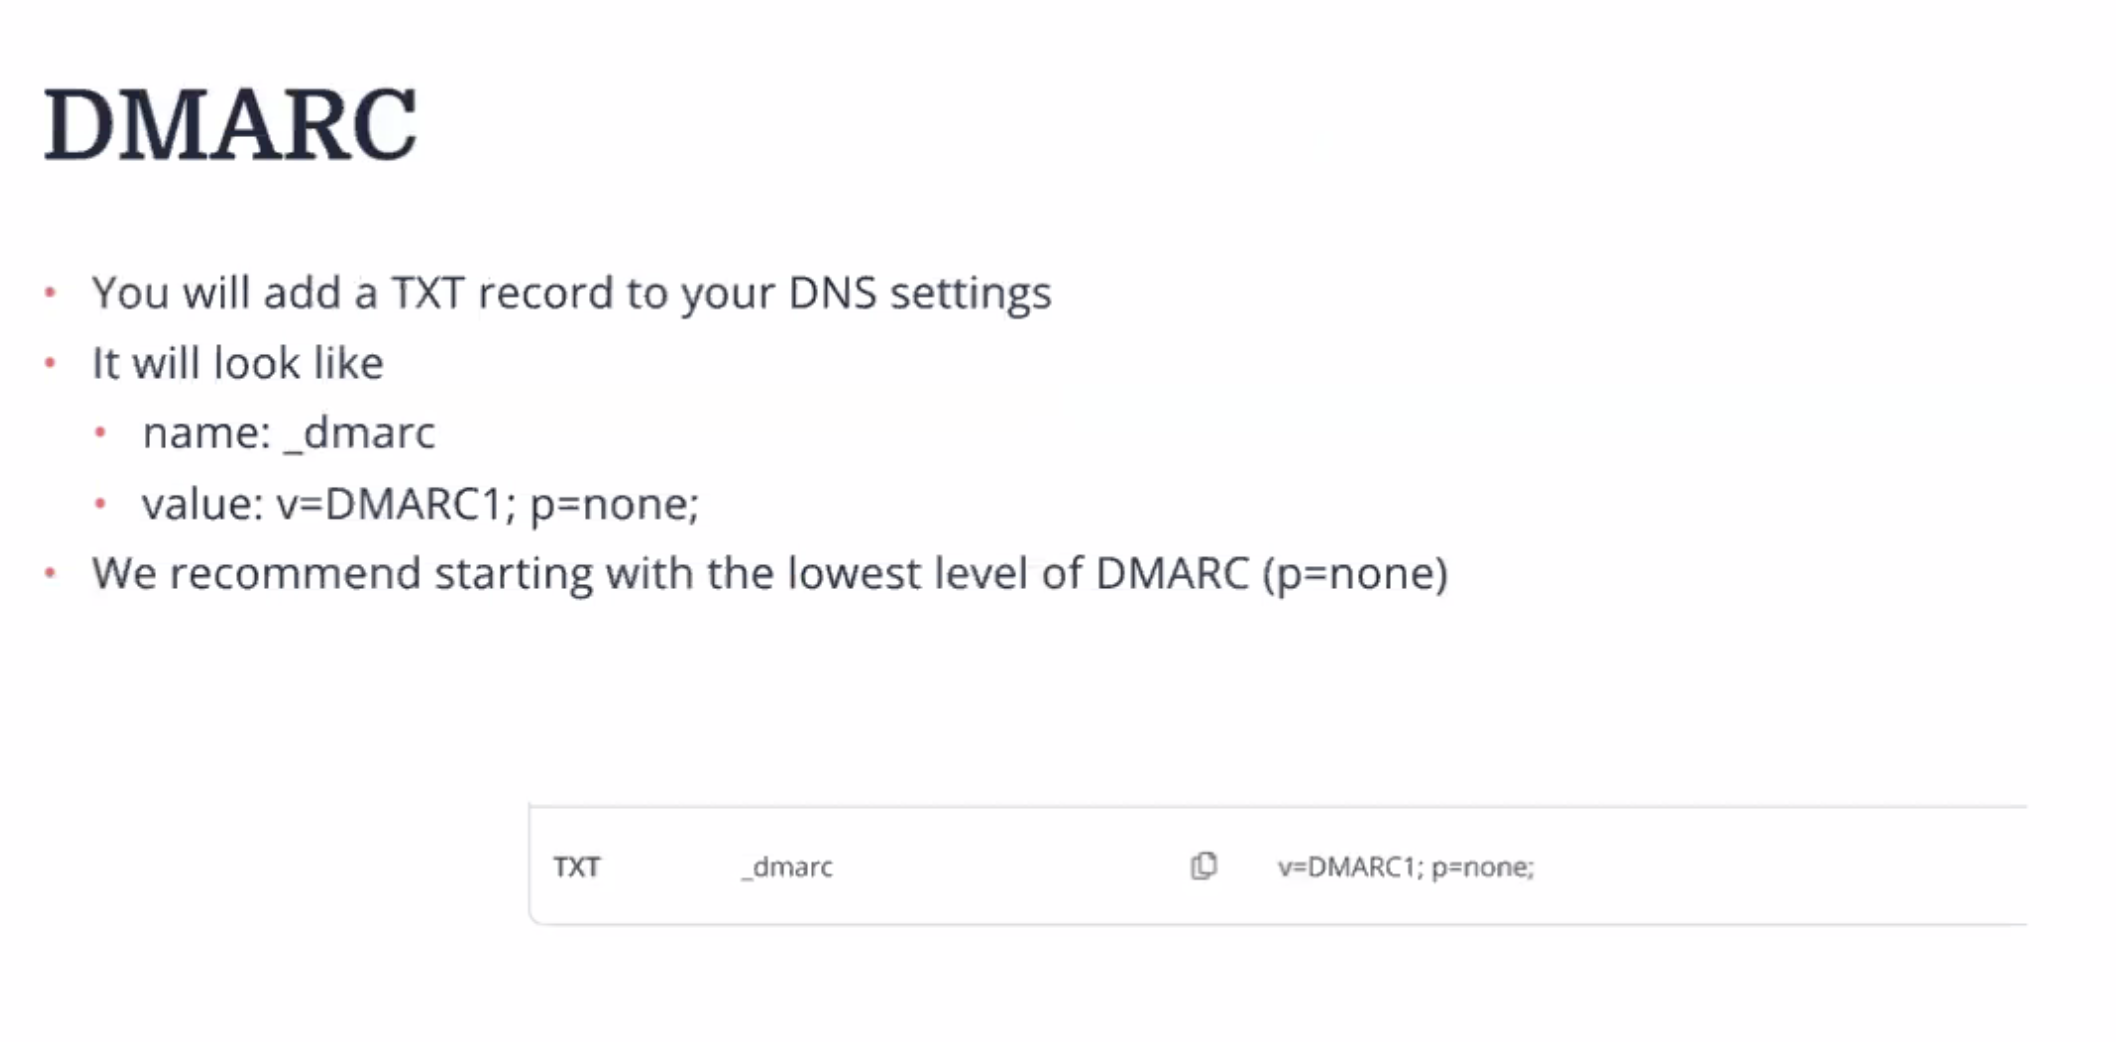 DMARC
• You will add a TXT record to your DNS settings
• It will look like
• name: _dmarc
• value: v=DMARC1; p=none;
• We recommend starting with the lowest level of DMARC (p=none)
TXT _dmarc v=DMARC1; p=none;